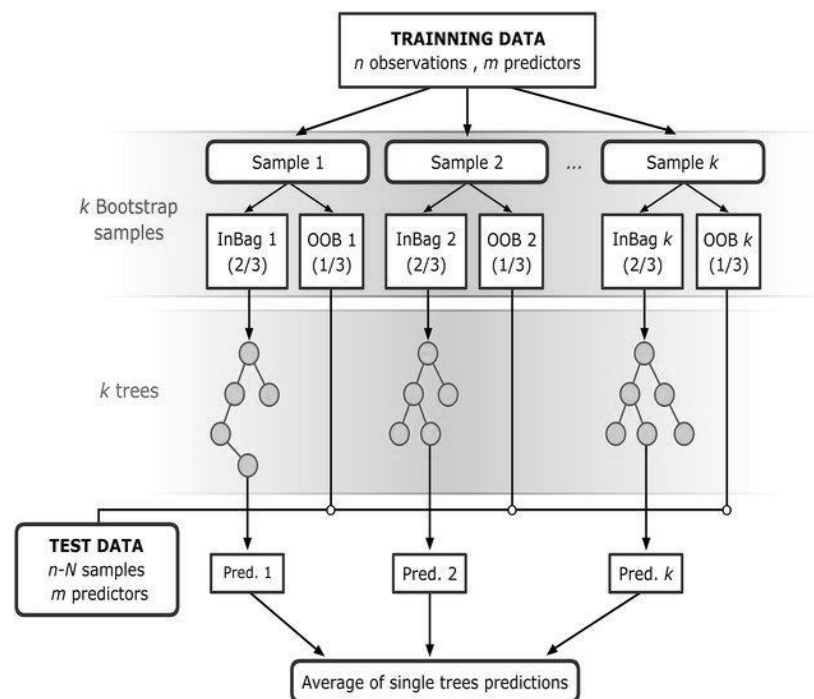 TRAINNING DATA
n observations , m predictors
Sample 1
Sample 2
...
Sample k
k Bootstrap
samples
InBag 1
(2/3)
OOB 1
(1/3)
InBag 2
(2/3)
OOB 2
(1/3)
InBag k
(2/3)
OOB k
(1/3)
k trees
TEST DATA
n-N samples
m predictors
Pred. 1
Pred. 2
Pred. k
Average of single trees predictions